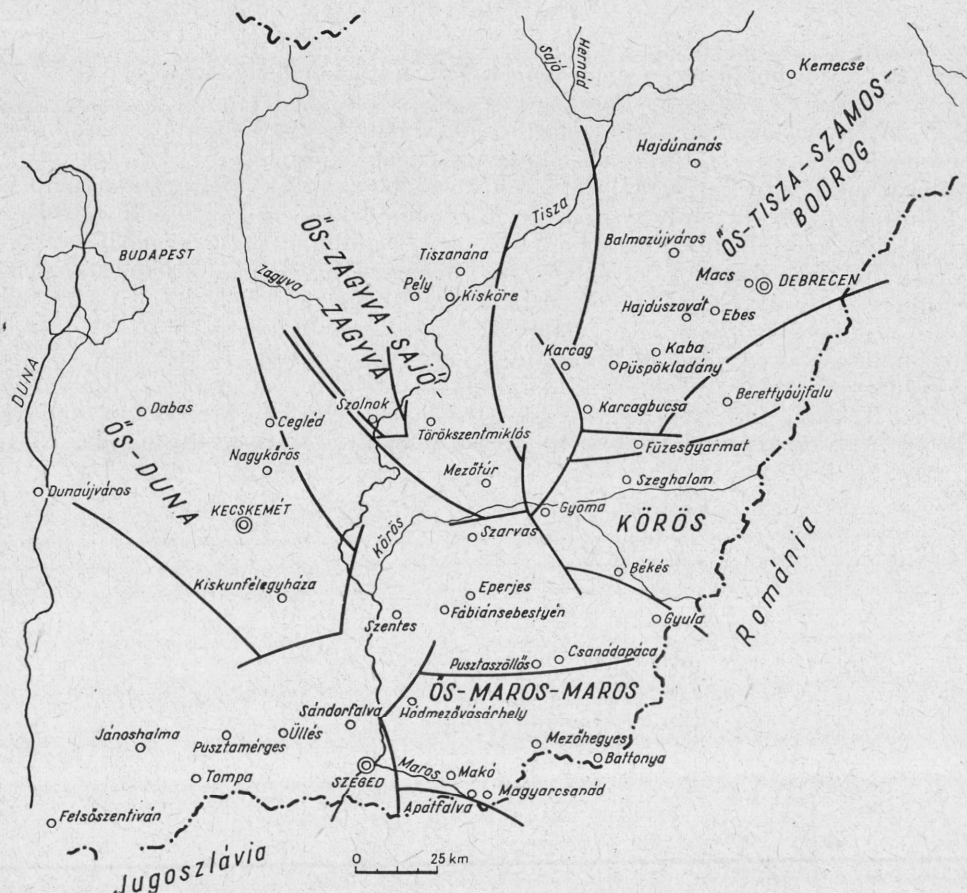 Sajó
Hernád
Kemecse
Hajdúnánás
ŐS-TISZA-SZAMOS-
BODROG
Tisza
ŐS-ZAGYVA-SAJÓ-
ZAGYVA
BUDAPEST
Zagyva
Tiszanána
Balmazújváros
Pély
Kisköre
Macs
DEBRECEN
Hajdúszovát
Ebes
DUNA
Karcag
Kaba
Püspökladány
Dabas
Cegléd
Szolnok
Törökszentmiklós
Karcagbucsa
Berettyóújfalu
ŐS-DUNA
Nagykőrös
Füzesgyarmat
Mezőtúr
Szeghalom
Dunaújváros
KECSKEMÉT
Gyoma
KÖRÖS
Körös
Szarvas
Románia
Békés
Kiskunfélegyháza
Eperjes
Fábiánsebestyén
Szentes
Gyula
Pusztaszöllős
Csanádapáca
ŐS-MAROS-MAROS
Hódmezővásárhely
Sándorfalva
Jánoshalma
Pusztamérges
Üllés
Mezőhegyes
Battonya
Tompa
SZEGED
Maros
Makó
Magyarcsanád
Apátfalva
Felsőszentiván
Jugoszlávia
0 25 km